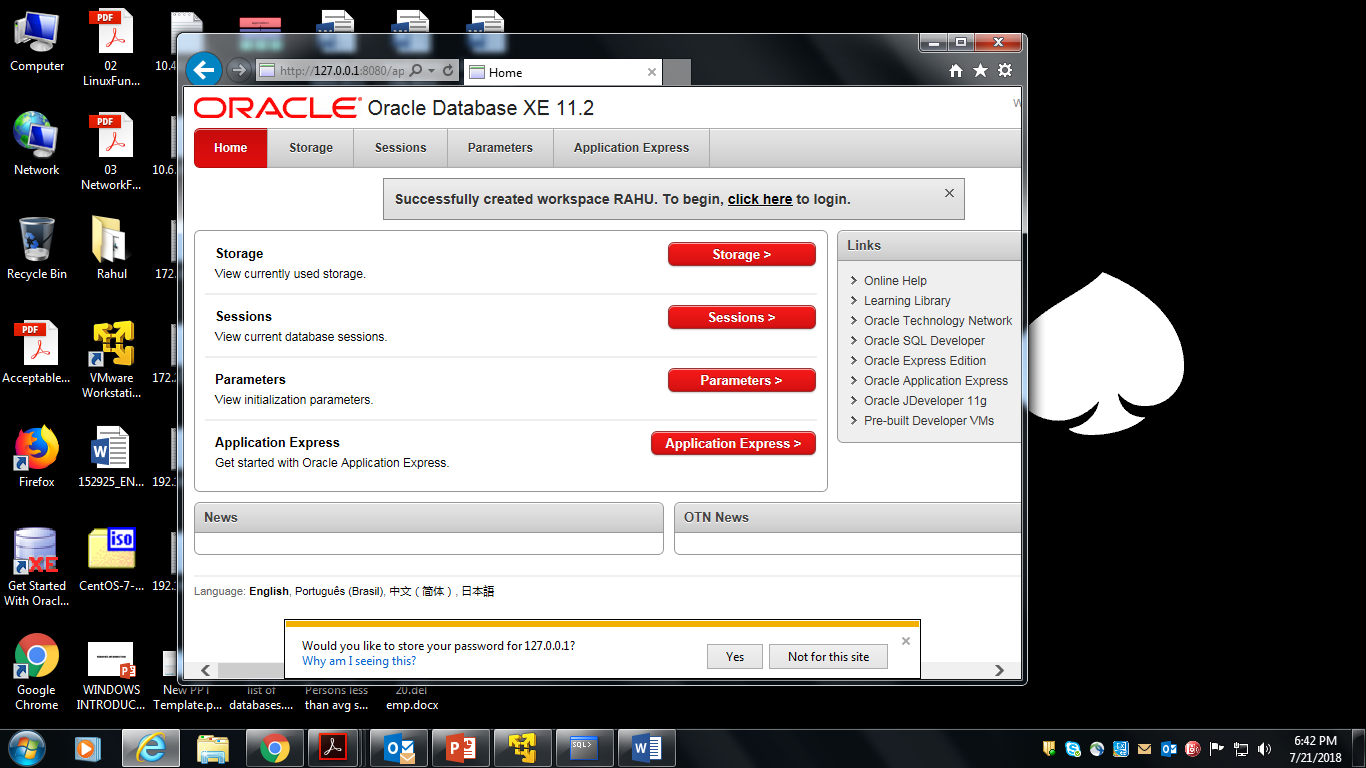 Computer
02
LinuxFun...
10.4
Network
03
NetworkF...
10.6.
Recycle Bin
Rahul
172.
Acceptable...
VMware
Workstati...
172.2
Firefox
152925_EN...
192.
Get Started
With Oracl...
CentOS-7-...
192.
Google
Chrome
WINDOWS
INTRODUC...
New PPT
Template.p...
list of
databases....
Persons less
than avg s...
20.del
emp.docx
http://127.0.0.1:8080/ap
Home
ORACLE Oracle Database XE 11.2
W
Home Storage Sessions Parameters Application Express
Successfully created workspace RAHU. To begin, click here to login.
Storage
View currently used storage.
Storage >
Sessions
View current database sessions.
Sessions >
Parameters
View initialization parameters.
Parameters >
Application Express
Get started with Oracle Application Express.
Application Express >
Links
Online Help
Learning Library
Oracle Technology Network
Oracle SQL Developer
Oracle Express Edition
Oracle Application Express
Oracle JDeveloper 11g
Pre-built Developer VMs
News
OTN News
Language: English, Português (Brasil), 中文 ( 简体 ) , 日本語
Would you like to store your password for 127.0.0.1?
Why am I seeing this?
Yes
Not for this site
6:42 PM
7/21/2018